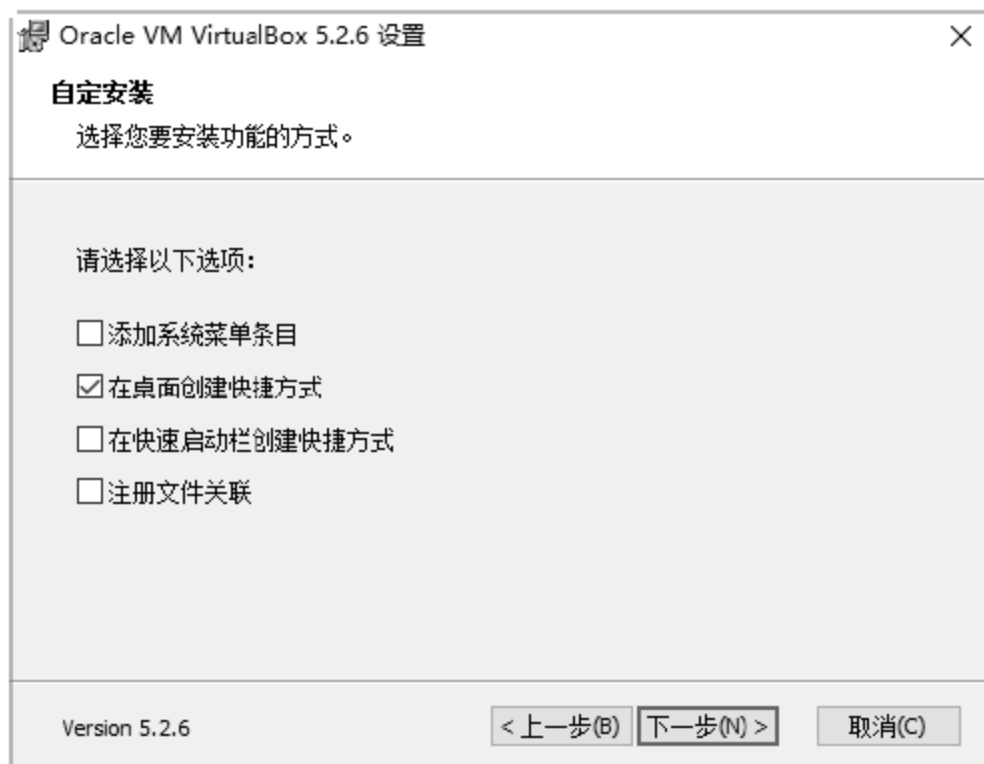 Oracle VM VirtualBox 5.2.6 设置
自定安装
选择您要安装功能的方式。
请选择以下选项:
添加系统菜单条目
在桌面创建快捷方式
在快速启动栏创建快捷方式
注册文件关联
Version 5.2.6
< 上一步(B)
下一步(N) >
取消(C)